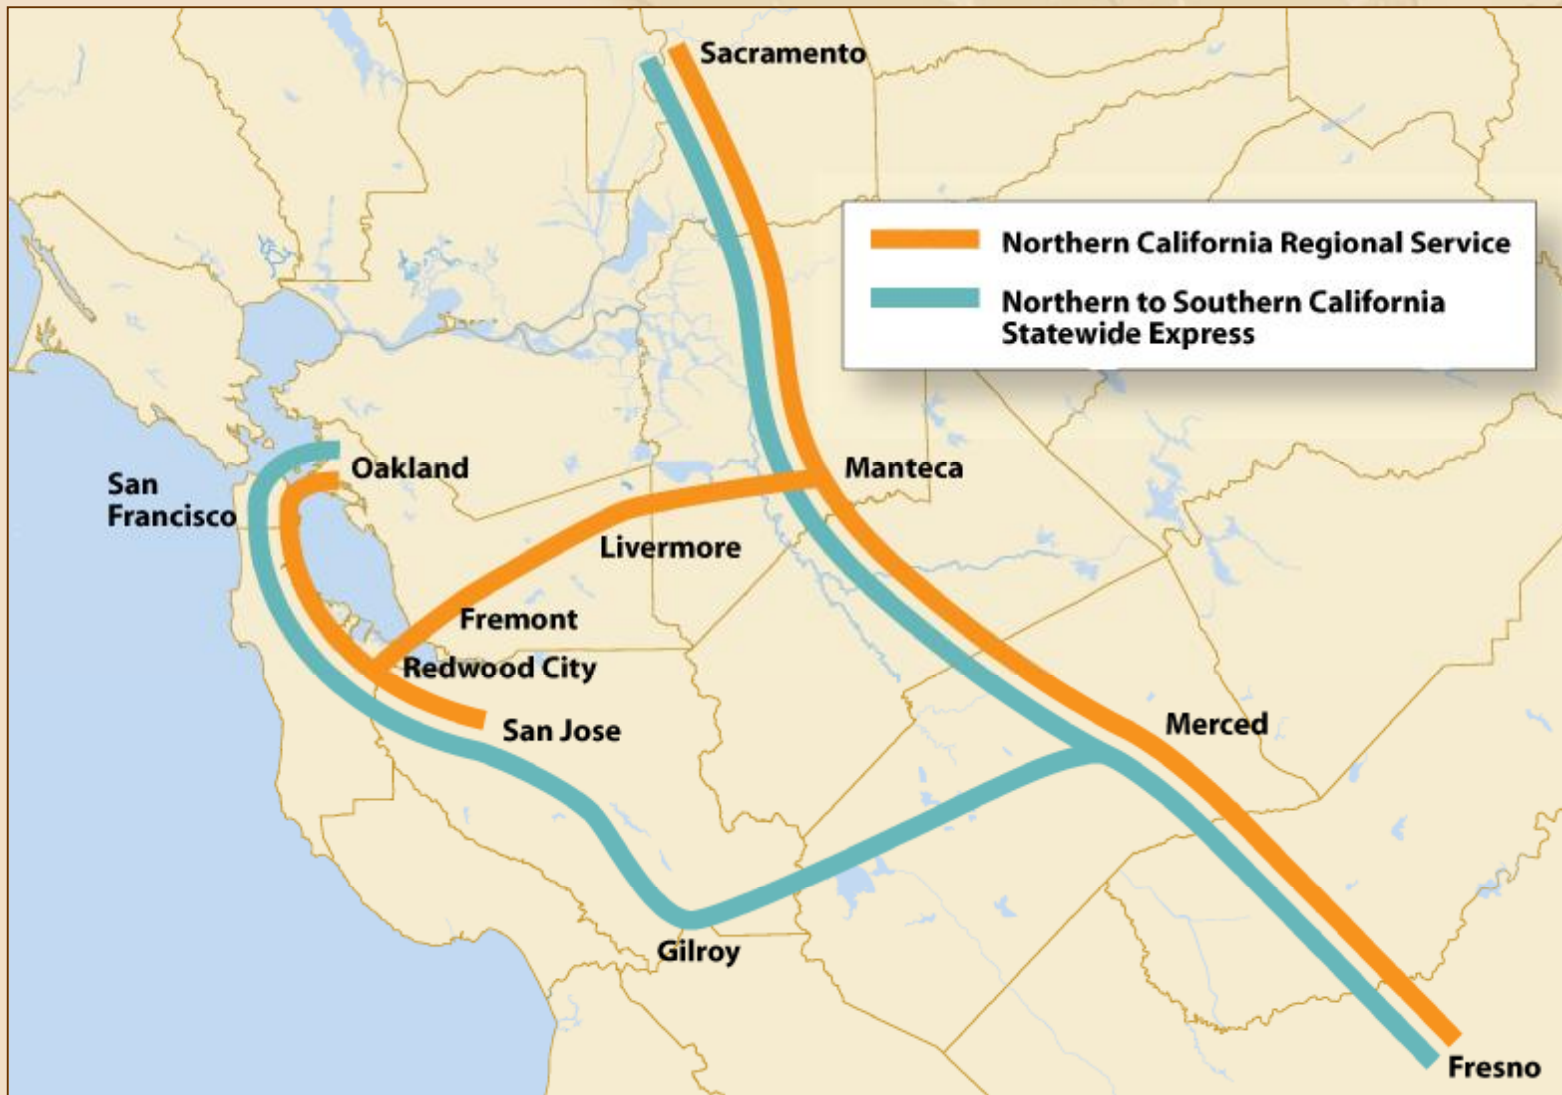 Sacramento
Northern California Regional Service
Northern to Southern California
Statewide Express
Oakland
Manteca
San
Francisco
Livermore
Fremont
Redwood City
San Jose
Merced
Gilroy
Fresno